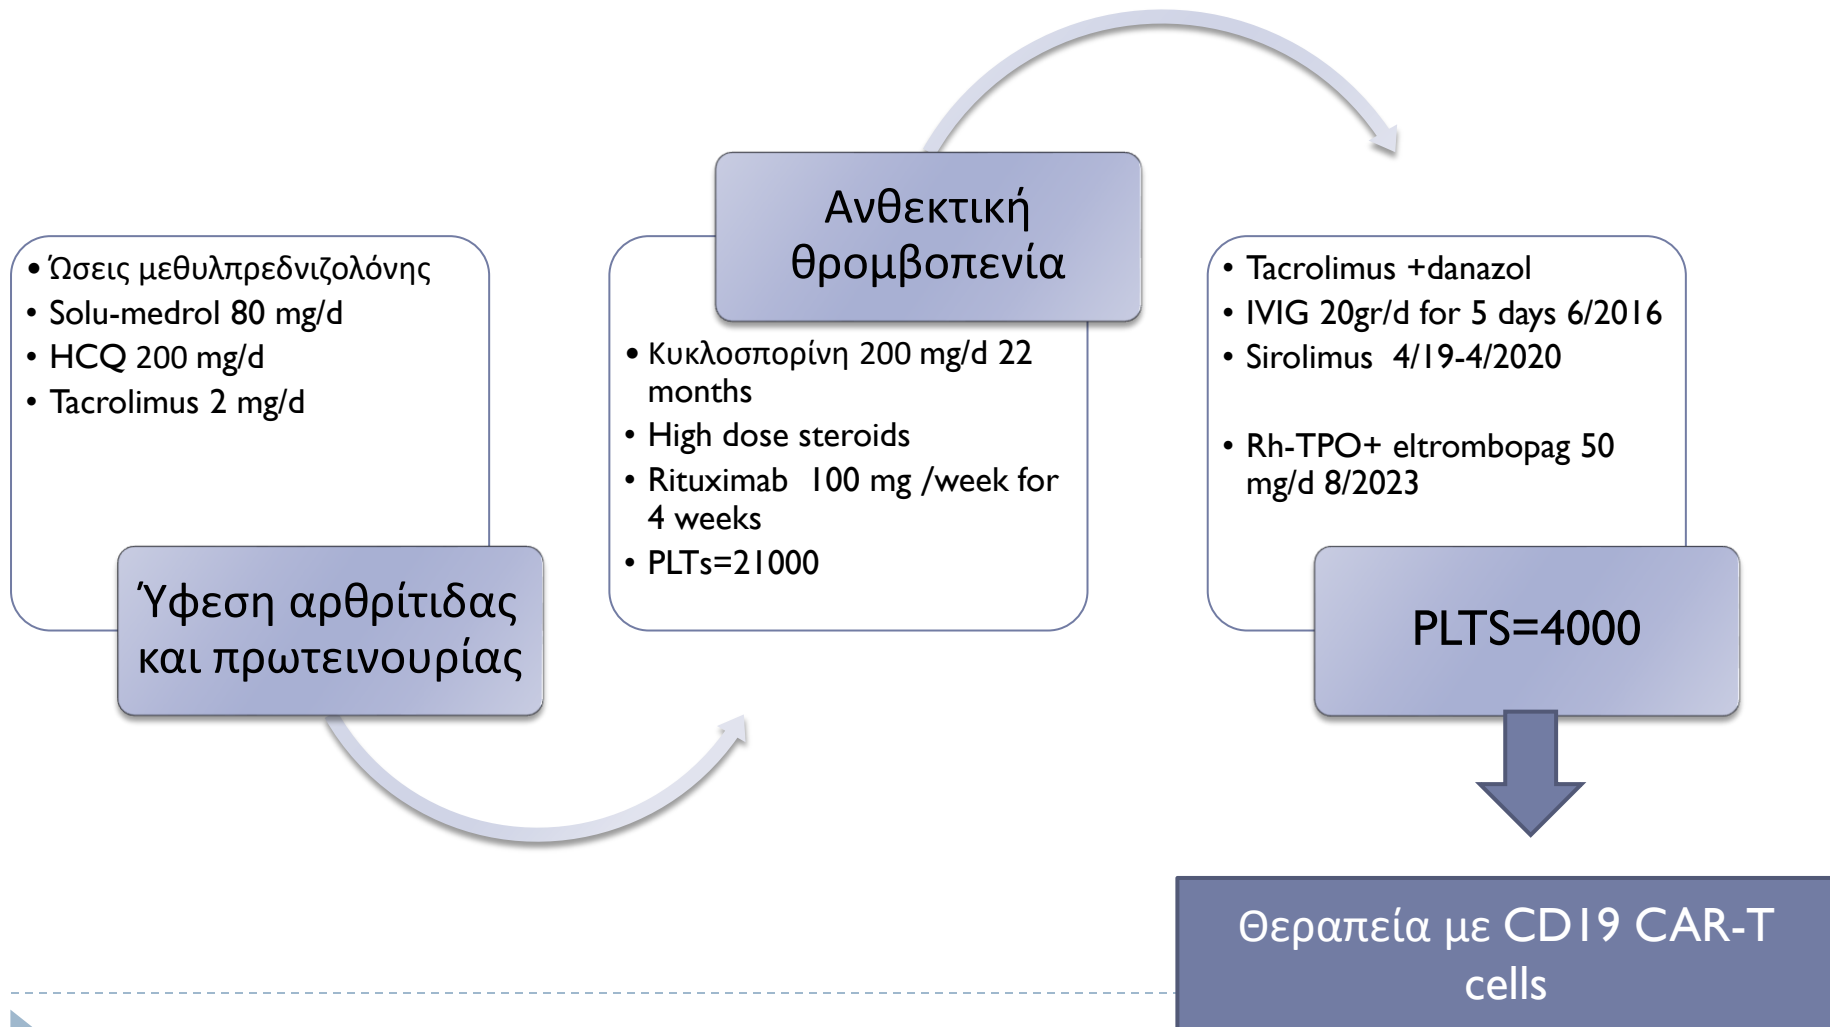 • Ώσεις μεθυλπρεδνιζολόνης
• Solu-medrol 80 mg/d
• HCQ 200 mg/d
• Tacrolimus 2 mg/d
Ύφεση αρθρίτιδας
και πρωτεινουρίας
Ανθεκτική
θρομβοπενία
• Κυκλοσπορίνη 200 mg/d 22
months
• High dose steroids
• Rituximab 100 mg /week for
4 weeks
• PLTs=21000
• Tacrolimus +danazol
• IVIG 20gr/d for 5 days 6/2016
• Sirolimus 4/19-4/2020
• Rh-TPO+ eltrombopag 50
mg/d 8/2023
PLTS=4000
Θεραπεία με CD19 CAR-T
cells